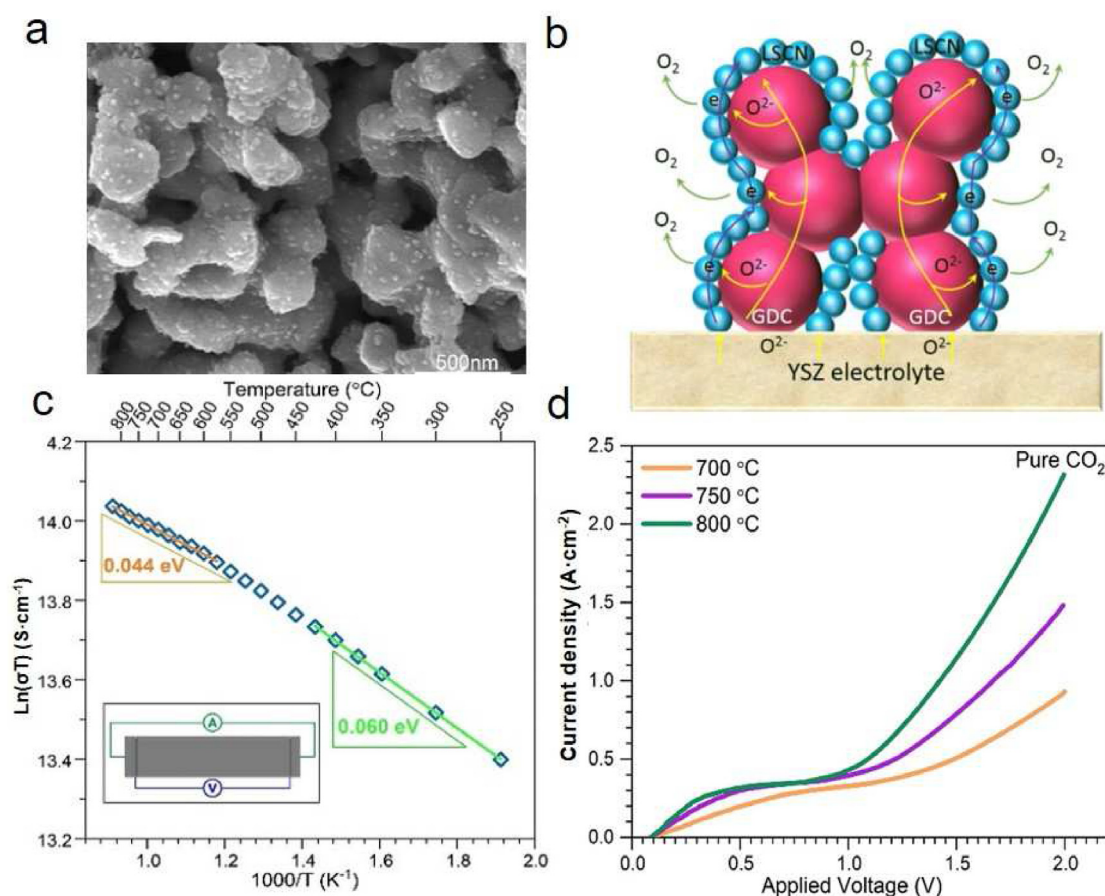 a
500nm
b
LSCN
LSCN
O2
O2
O2
O2
O2
O2
O2
O2-
O2-
O2-
O2-
e
e
e
e
e
e
GDC
GDC
O2-
O2-
YSZ electrolyte
c
Temperature (°C)
800 750 700 650 600 550 500 450 400 350 300 250
Ln(σT) (S·cm-1)
4.2
14.0
13.8
13.6
13.4
13.2
0.044 eV
0.060 eV
A
V
1.0 1.2 1.4 1.6 1.8 2.0
1000/T (K-1)
d
Current density (A·cm-2)
2.5
2.0
1.5
1.0
0.5
0.0
700 °C
750 °C
800 °C
Pure CO2
0.0 0.5 1.0 1.5 2.0
Applied Voltage (V)